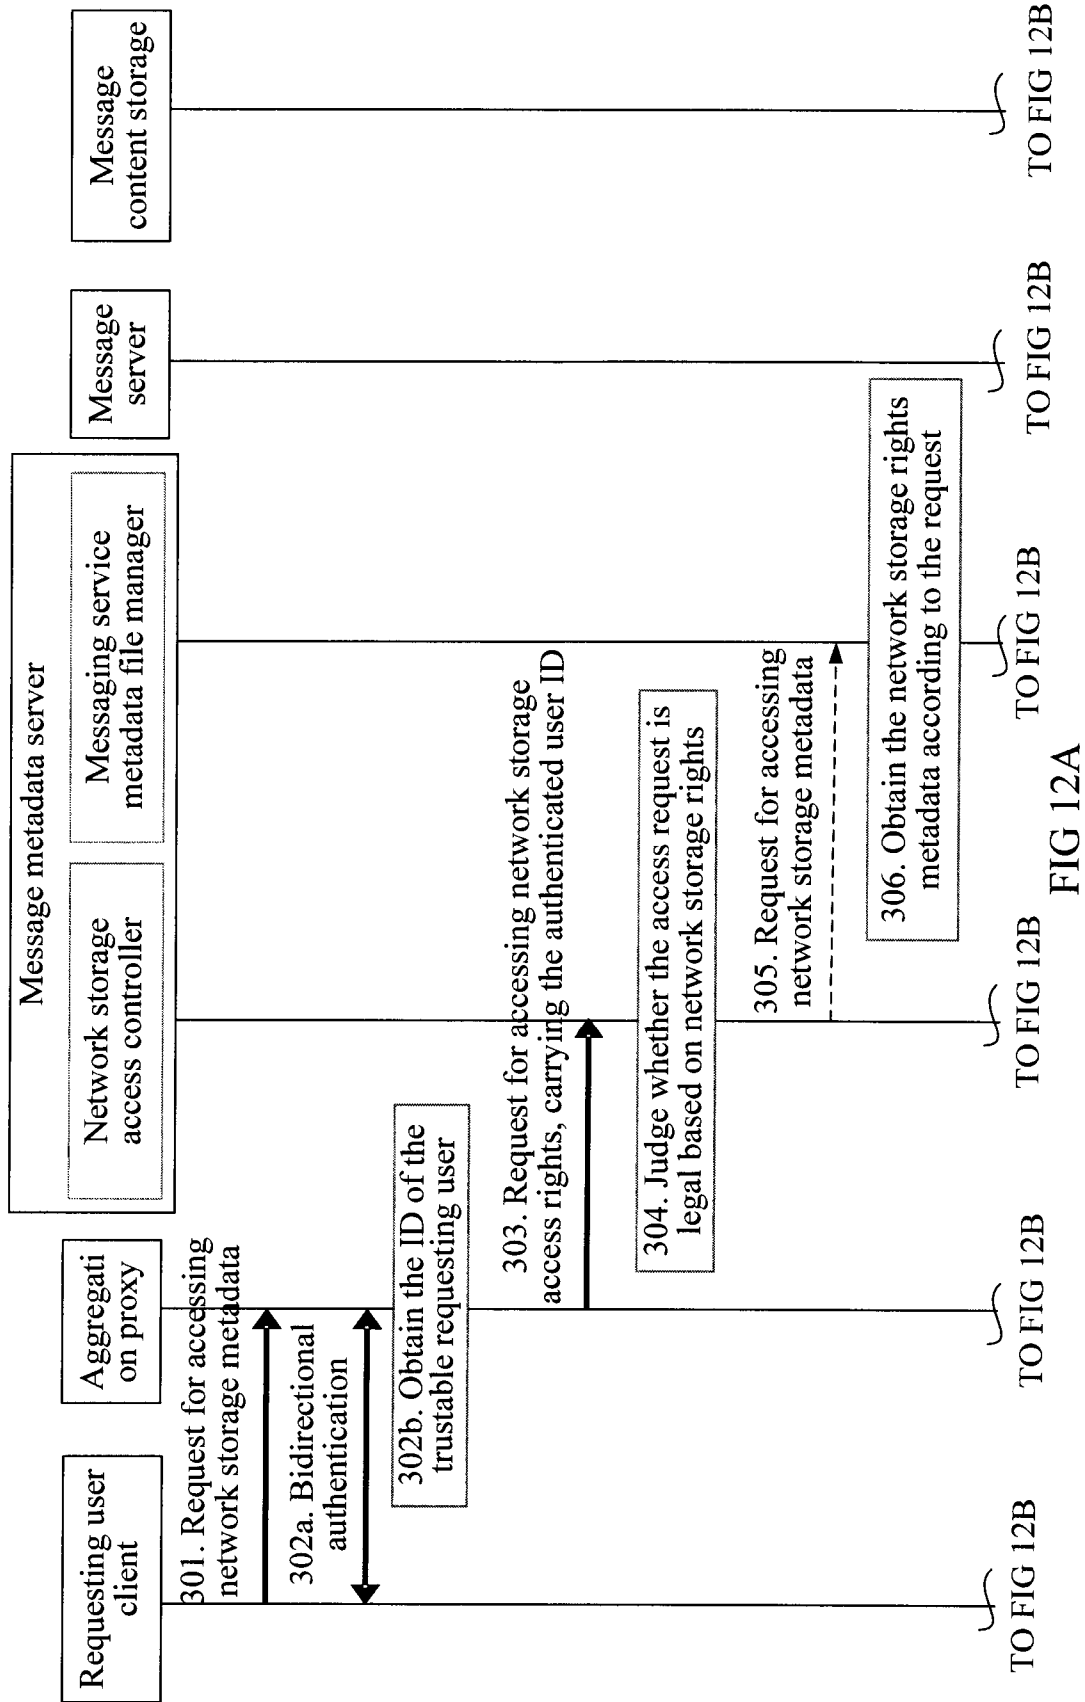 Message metadata server
Requesting user
client
Aggregati
on proxy
Network storage
access controller
Messaging service
metadata file manager
Message
server
Message
content storage
301. Request for accessing
network storage metadata
302a. Bidirectional
authentication
302b. Obtain the ID of the
trustable requesting user
303. Request for accessing network storage
access rights, carrying the authenticated user ID
304. Judge whether the access request is
legal based on network storage rights
305. Request for accessing
network storage metadata
306. Obtain the network storage rights
metadata according to the request
TO FIG 12B
TO FIG 12B
TO FIG 12B
TO FIG 12B
TO FIG 12B
TO FIG 12B
FIG 12A